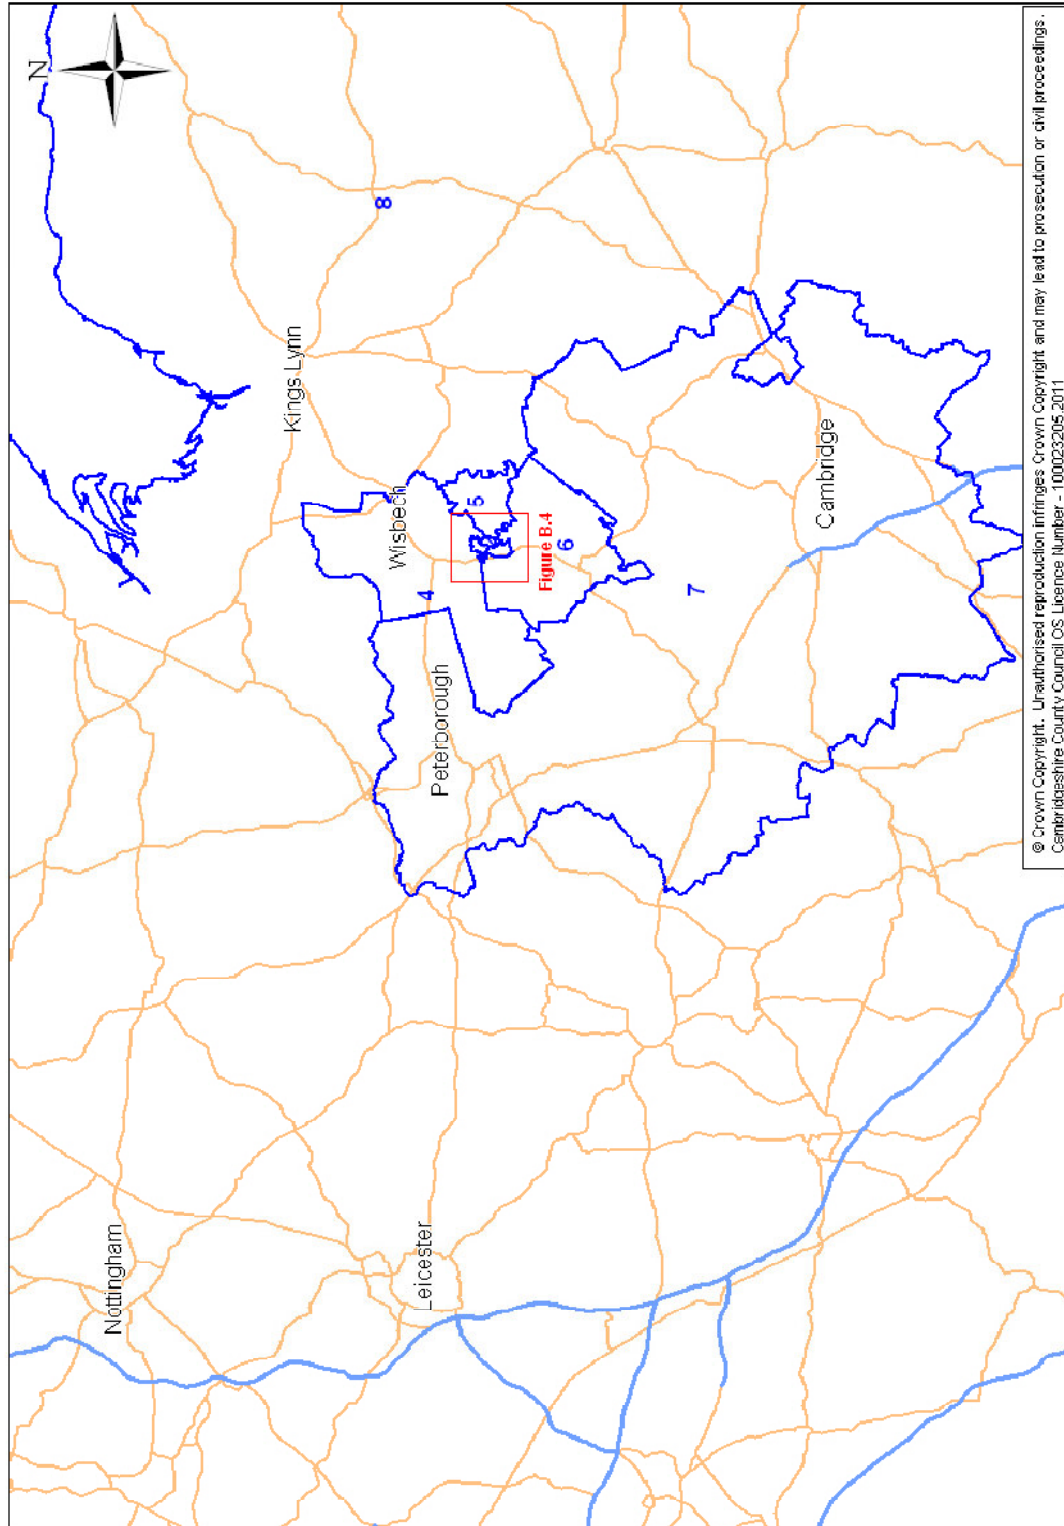 N
Nottingham
Leicester
Kings Lynn
8
Wisbech
5
4
Figure B.4
6
Peterborough
7
Cambridge
© Crown Copyright. Unauthorised reproduction infringes Crown Copyright and may lead to prosecution or civil proceedings.
Cambridgeshire County Council OS Licence Number - 100023205.2011